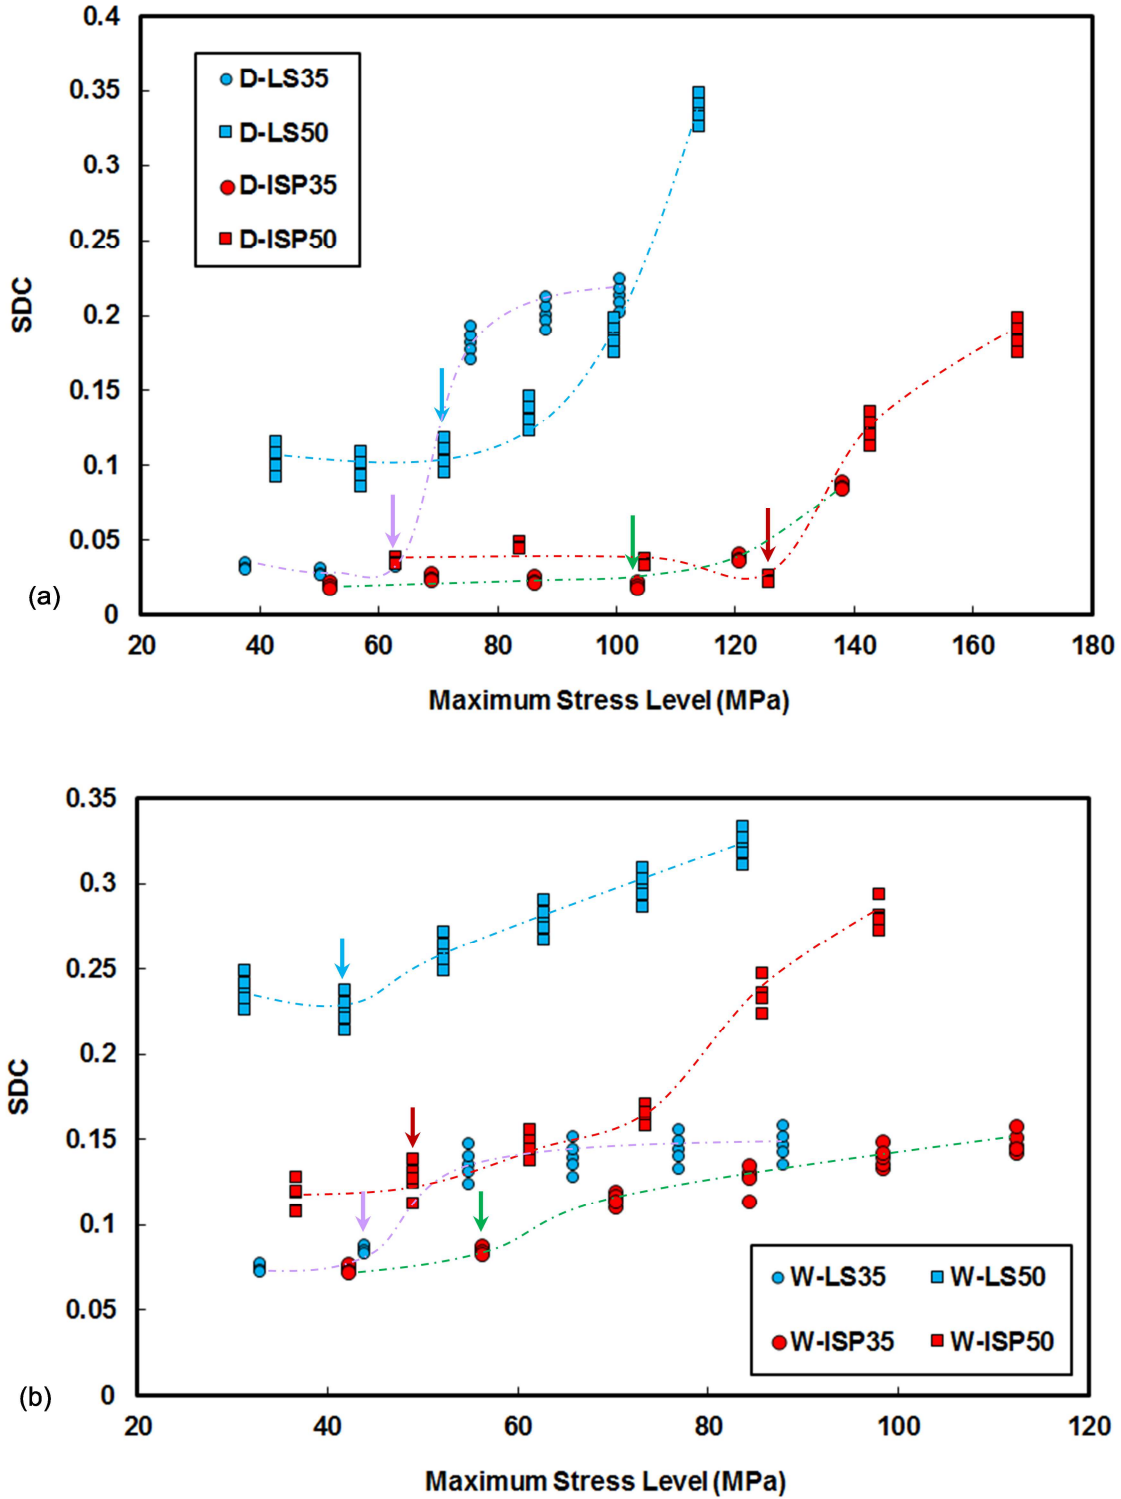 0.4
0.35
0.3
0.25
0.2
0.15
0.1
0.05
0
SDC
D-LS35
D-LS50
D-ISP35
D-ISP50
(a)
20 40 60 80 100 120 140 160 180
Maximum Stress Level (MPa)
0.35
0.3
0.25
0.2
0.15
0.1
0.05
0
SDC
W-LS35 W-LS50
W-ISP35 W-ISP50
(b)
20 40 60 80 100 120
Maximum Stress Level (MPa)